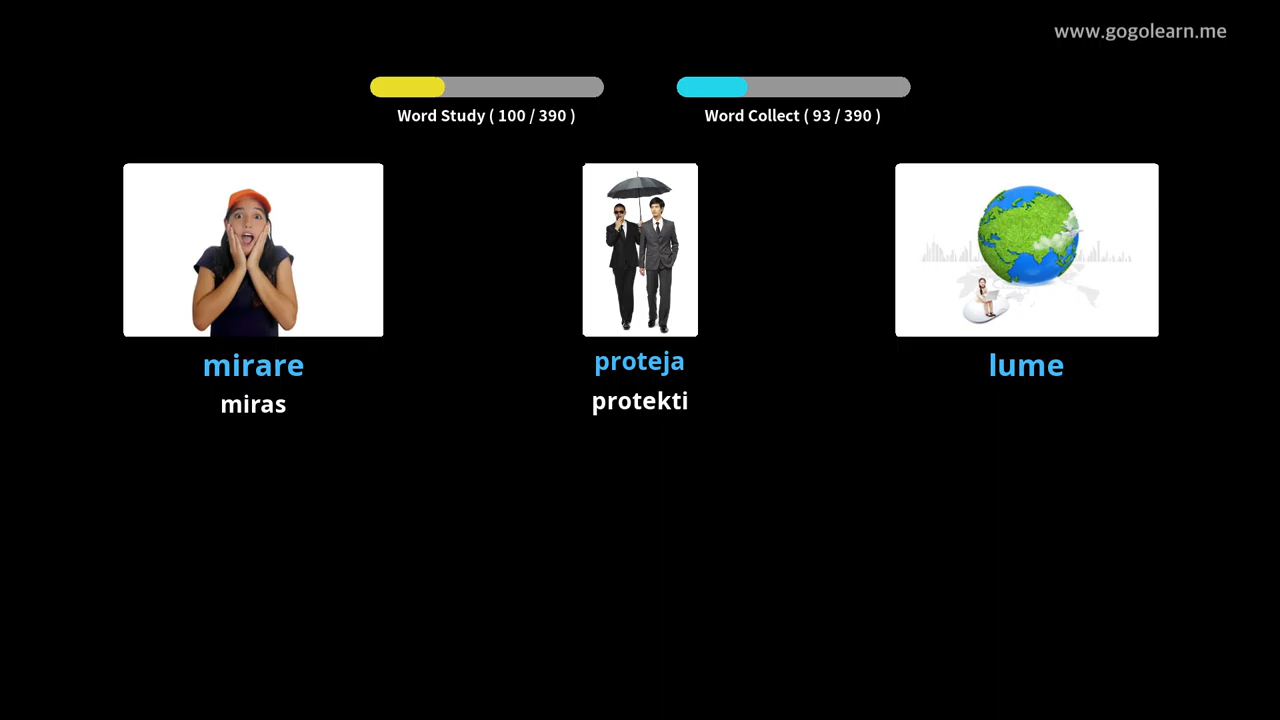 www.gogolearn.me
Word Study ( 100 / 390 )
Word Collect ( 93 / 390 )
mirare
miras
proteja
protekti
lume